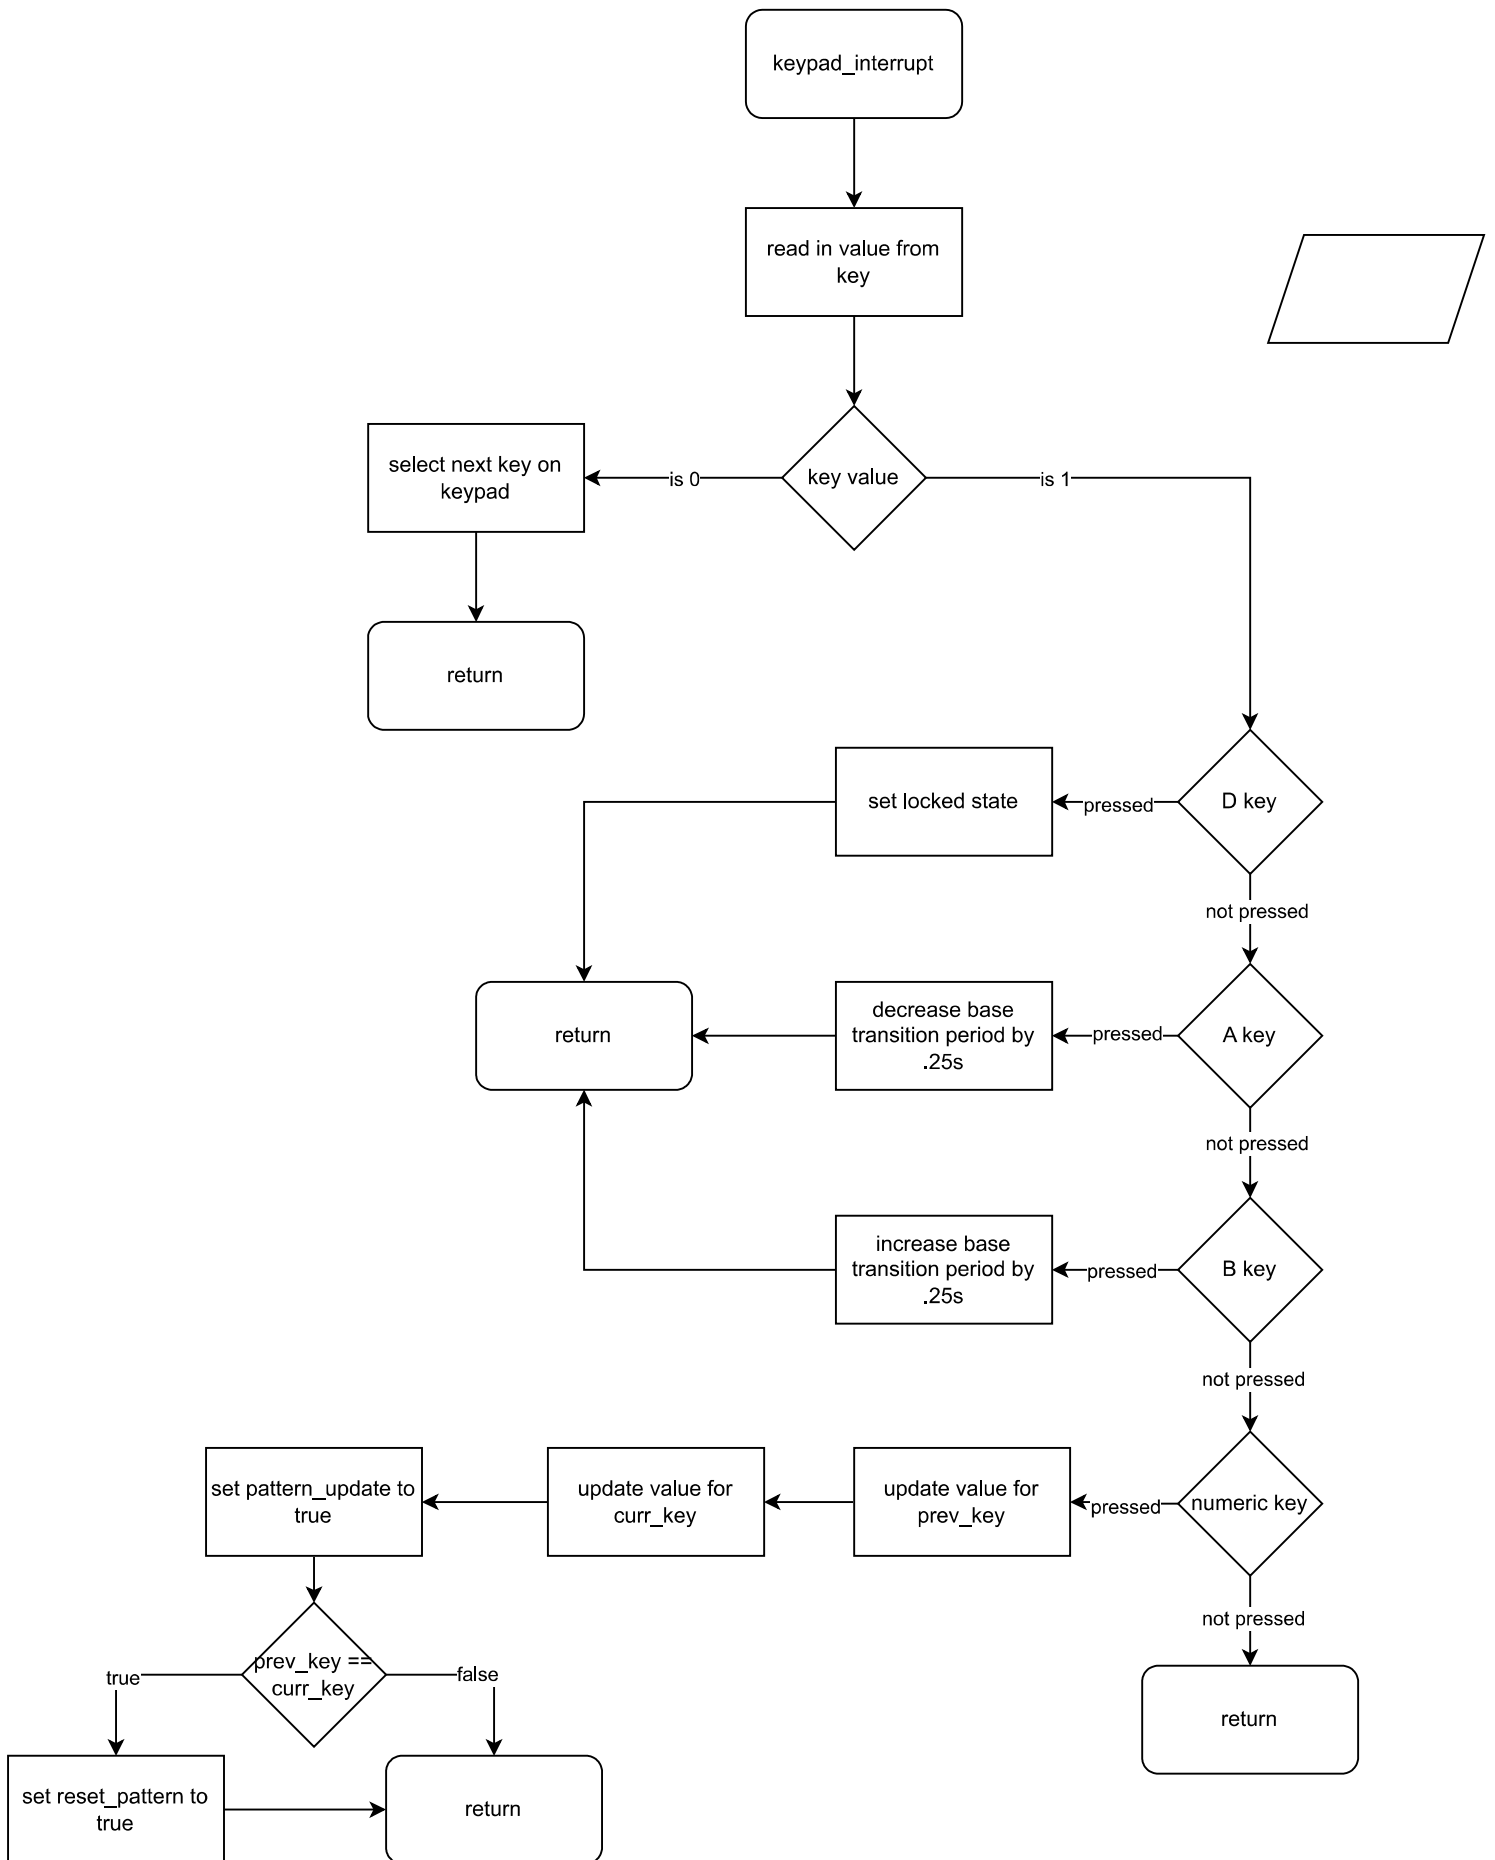 keypad_interrupt
read in value from
key
key value
is 0
is 1
select next key on
keypad
return
D key
pressed
set locked state
not pressed
A key
pressed
decrease base
transition period by
.25s
return
not pressed
B key
pressed
increase base
transition period by
.25s
not pressed
numeric key
pressed
update value for
prev_key
update value for
curr_key
set pattern_update to
true
not pressed
return
prev_key ==
curr_key
true
false
set reset_pattern to
true
return